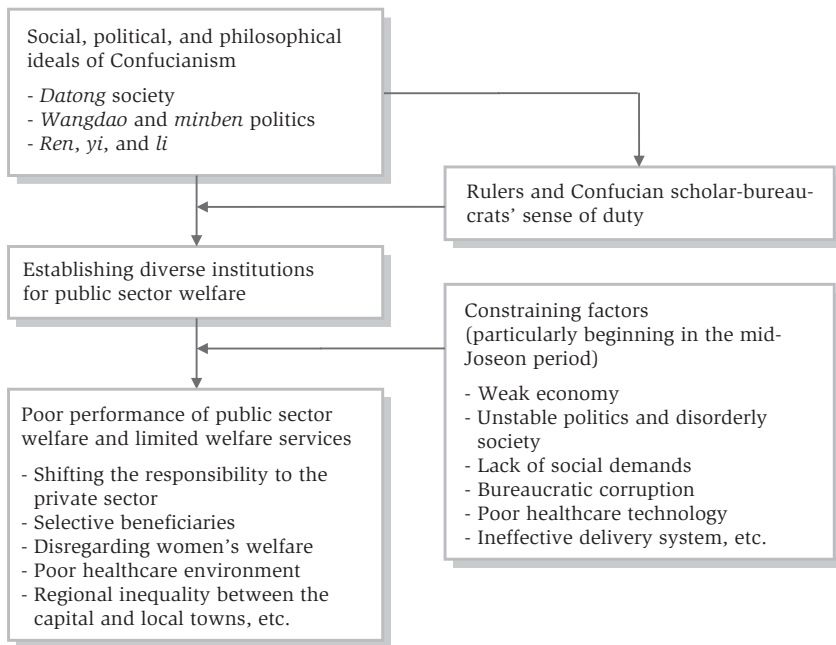 Social, political, and philosophical
ideals of Confucianism
- Datong society
- Wangdao and minben politics
- Ren, yi, and li
Rulers and Confucian scholar-bureau-
crats' sense of duty
Establishing diverse institutions
for public sector welfare
Constraining factors
(particularly beginning in the mid-
Joseon period)
- Weak economy
- Unstable politics and disorderly
society
- Lack of social demands
- Bureaucratic corruption
- Poor healthcare technology
- Ineffective delivery system, etc.
Poor performance of public sector
welfare and limited welfare services
- Shifting the responsibility to the
private sector
- Selective beneficiaries
- Disregarding women's welfare
- Poor healthcare environment
- Regional inequality between the
capital and local towns, etc.